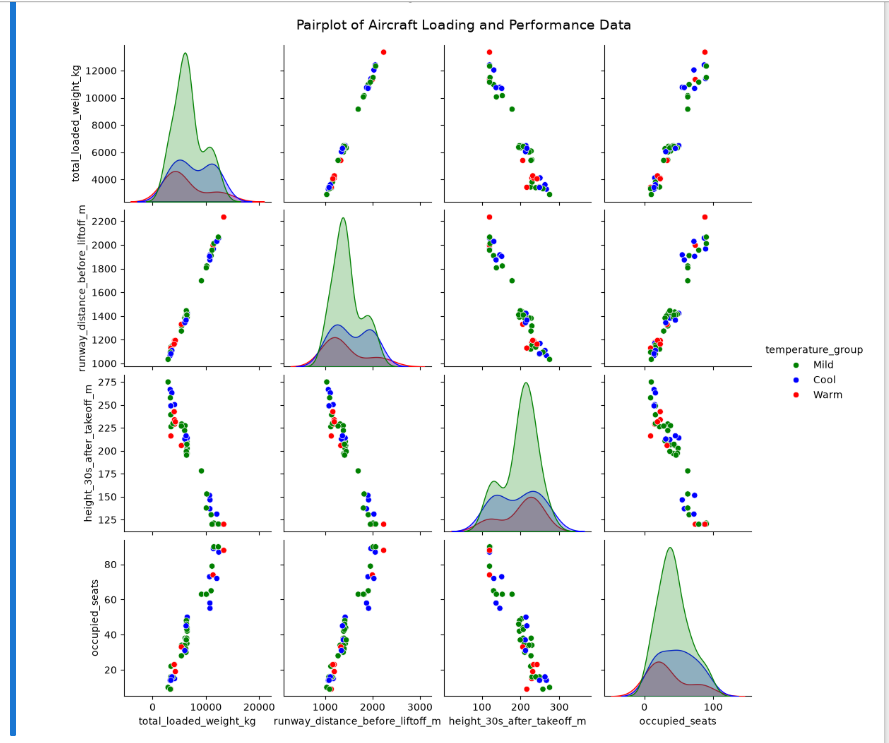 Pairplot of Aircraft Loading and Performance Data
total_loaded_weight_kg
12000
10000
8000
6000
4000
runway_distance_before_liftoff_m
2200
2000
1800
1600
1400
1200
1000
temperature_group
Mild
Cool
Warm
height_30s_after_takeoff_m
275
250
225
200
175
150
125
occupied_seats
80
60
40
20
0 10000 20000 1000 2000 3000 100 200 300 0 100
total_loaded_weight_kg runway_distance_before_liftoff_m height_30s_after_takeoff_m occupied_seats